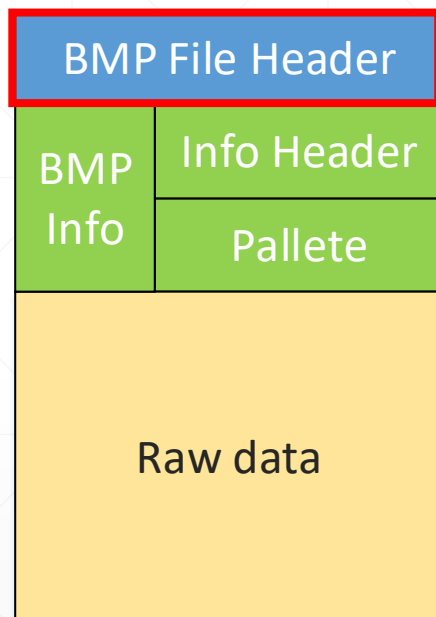 BMP File Header
BMP
Info
Info Header
Pallete
Raw data